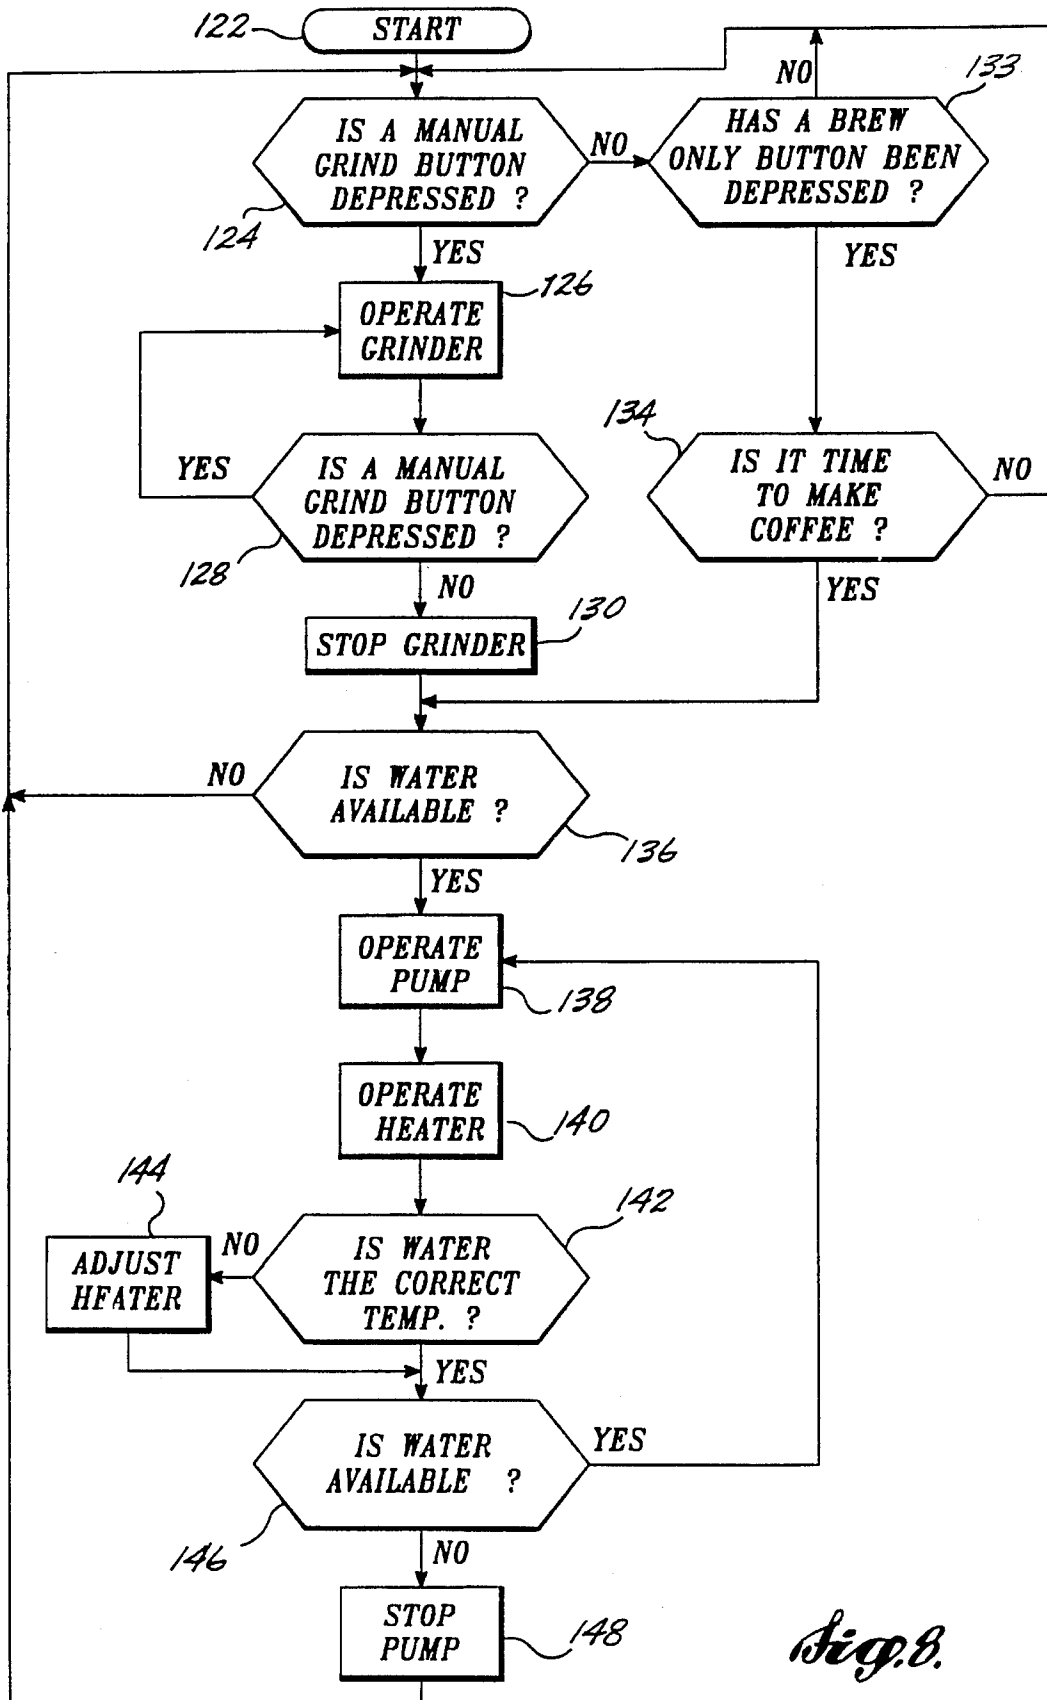 122
START
NO
133
IS A MANUAL
GRIND BUTTON
DEPRESSED ?
NO
HAS A BREW
ONLY BUTTON BEEN
DEPRESSED ?
124
YES
YES
126
OPERATE
GRINDER
134
YES
IS A MANUAL
GRIND BUTTON
DEPRESSED ?
IS IT TIME
TO MAKE
COFFEE ?
NO
128
NO
YES
130
STOP GRINDER
NO
IS WATER
AVAILABLE ?
136
YES
OPERATE
PUMP
138
OPERATE
HEATER
140
144
142
ADJUST
HEATER
NO
IS WATER
THE CORRECT
TEMP. ?
YES
IS WATER
AVAILABLE ?
YES
146
NO
STOP
PUMP
148
Fig. 8.